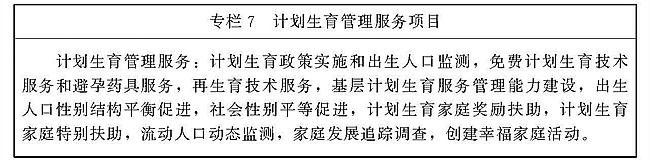 专栏 7　计划生育管理服务项目
计划生育管理服务：计划生育政策实施和出生人口监测，免费计划生育技术
服务和避孕药具服务，再生育技术服务，基层计划生育服务管理能力建设，出生
人口性别结构平衡促进，社会性别平等促进，计划生育家庭奖励扶助，计划生育
家庭特别扶助，流动人口动态监测，家庭发展追踪调查，创建幸福家庭活动。